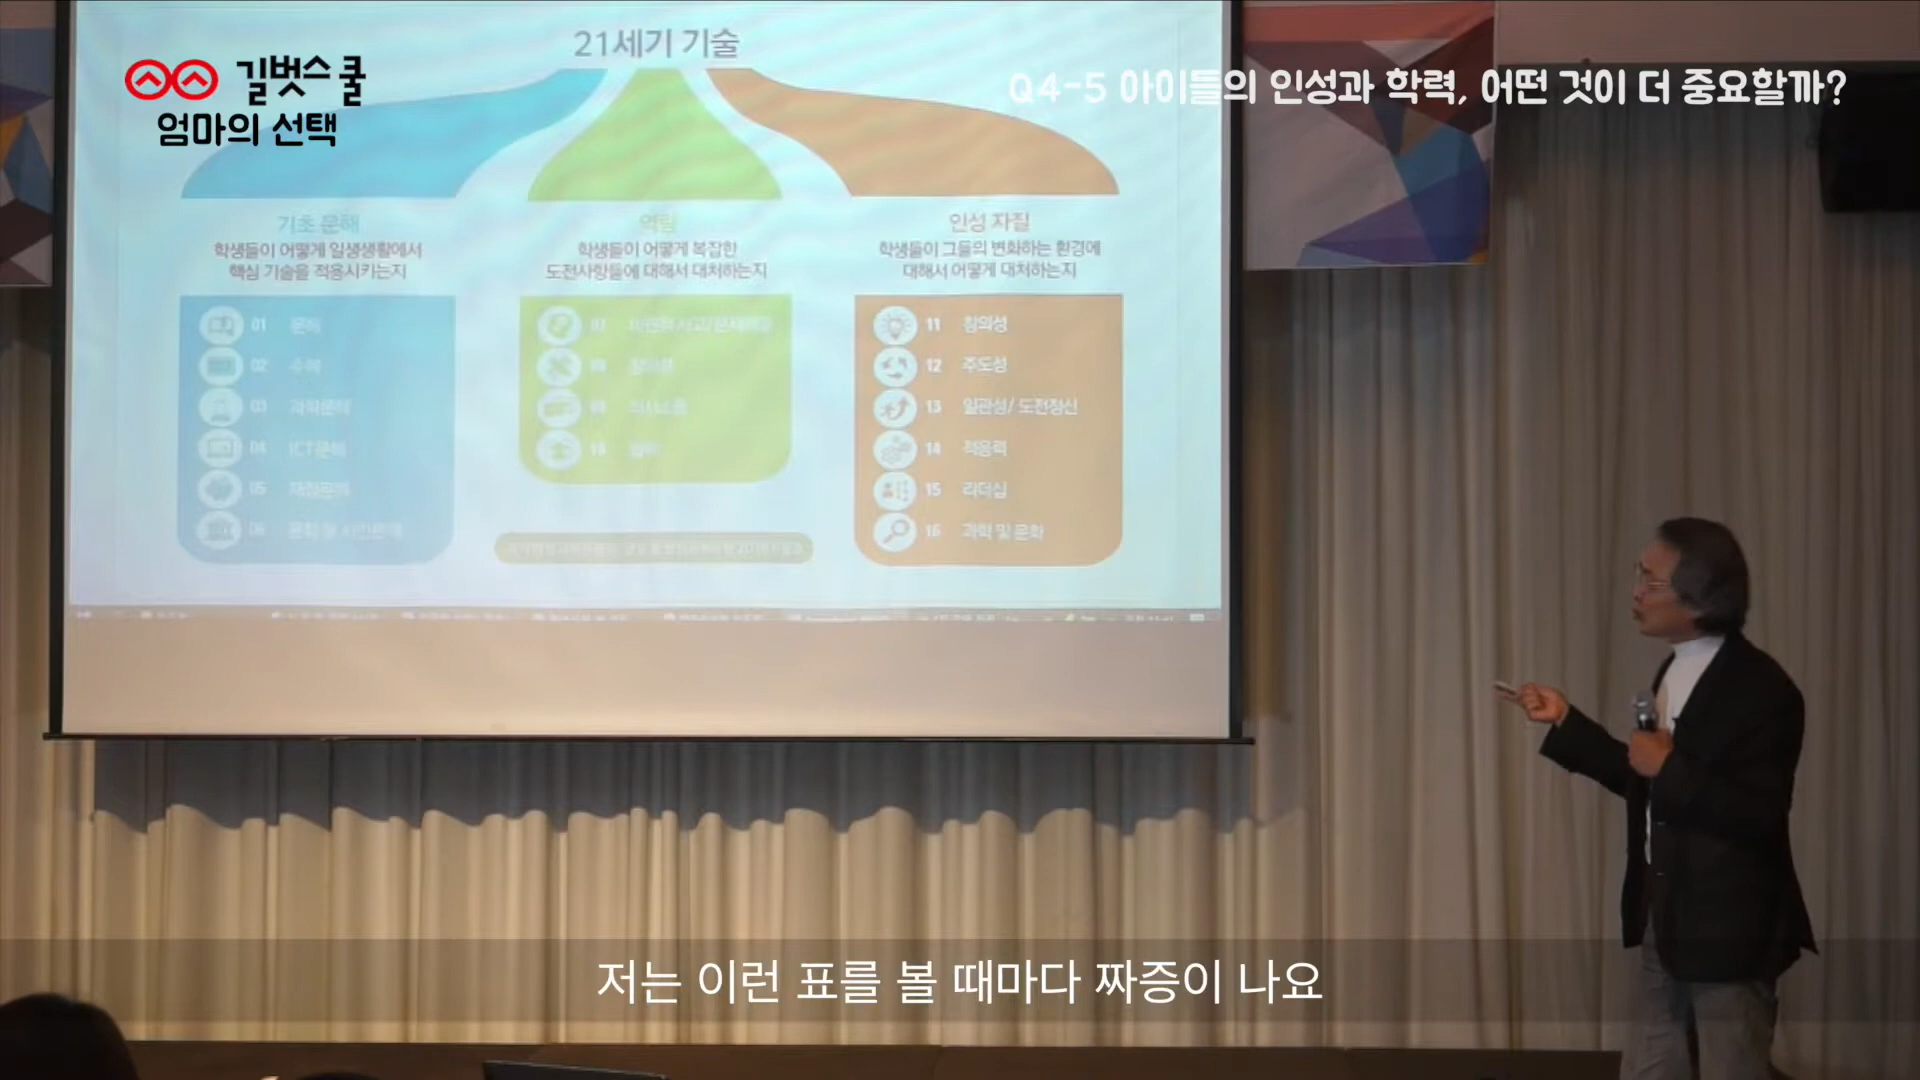 21세기 기술
길벗스쿨
엄마의 선택
Q4-5 아이들의 인성과 학력, 어떤 것이 더 중요할까?
기초 문해
학생들이 어떻게 일생생활에서
핵심 기술을 적용시키는지
01 문해
02 수해
03 과학문해
04 ICT문해
05 재정문해
06
역량
학생들이 어떻게 복잡한
도전사항들에 대해서 대처하는지
07
10
인성 자질
학생들이 그들의 변화하는 환경에
대해서 어떻게 대처하는지
11 창의성
12 주도성
13 일관성/ 도전정신
14 적응력
15 리더십
16 과학 및 문화
저는 이런 표를 볼 때마다 짜증이 나요